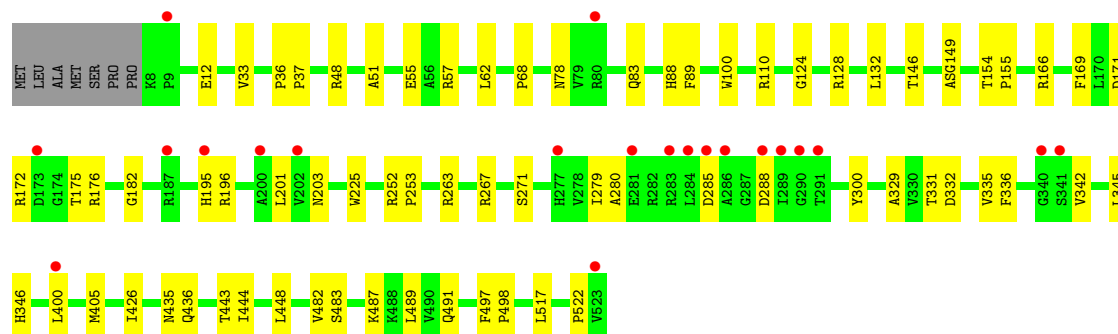 MET LEU ALA MET SER PRO PRO K8 P9 E12 V33 P36 P37 R48 A51 E55 A56 R57 L62 P68 N78 V79 R80 Q83 H88 F89 W100 R110 G124 R128 L132 T146 ASG149 T154 P155 R166 F169 L170 D171
R172 D173 G174 T175 R176 G182 R187 H195 R196 A200 L201 V202 N203 W225 R252 P253 R263 R267 S271 H277 V278 I279 A280 E281 R282 R283 L284 D285 A286 G287 D288 I289 G290 T291 Y300 A329 V330 T331 D332 V335 F336 G340 S341 V342 L345
H346 L400 M405 I426 N435 Q436 T443 I444 L448 V482 S483 K487 K488 L489 V490 Q491 F497 P498 L517 P522 V523